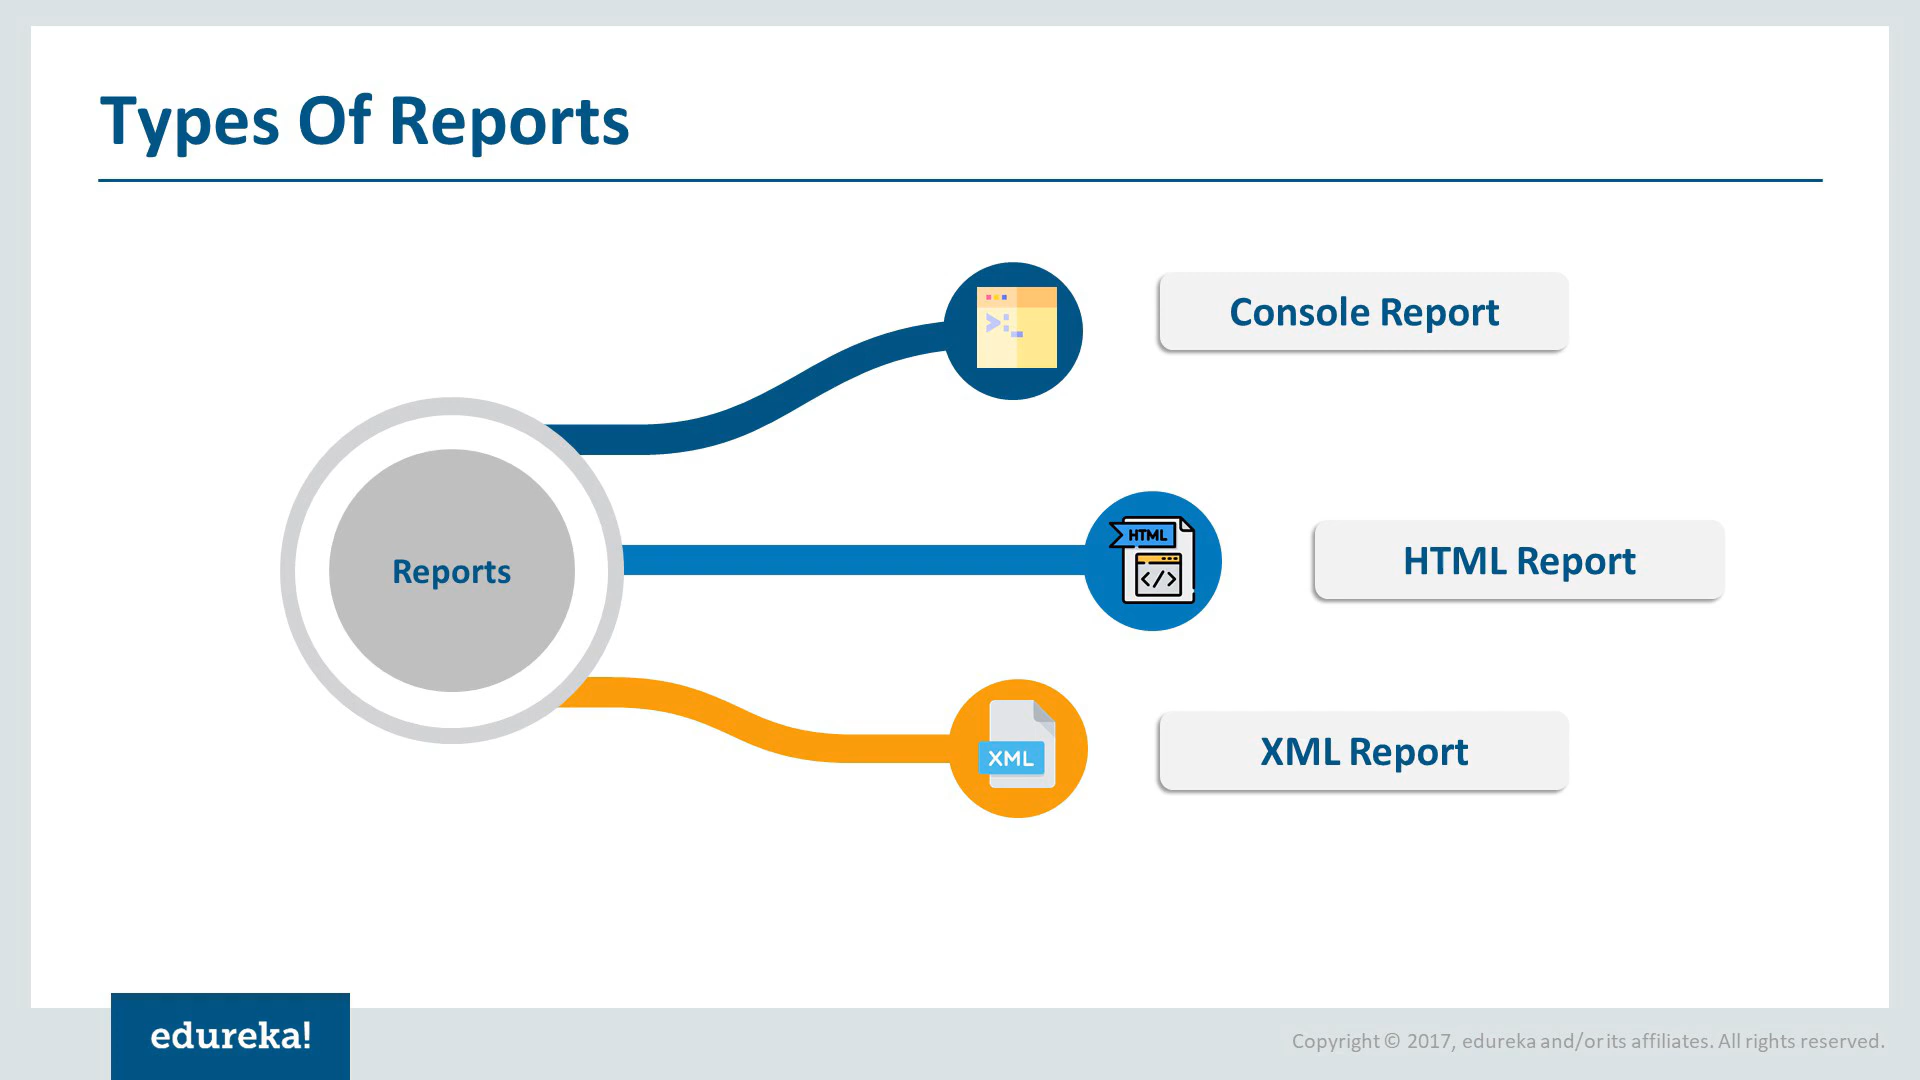 Types Of Reports
Console Report
HTML
Reports
HTML Report
XML
XML Report
edureka!
Copyright © 2017, edureka and/or its affiliates. All rights reserved.